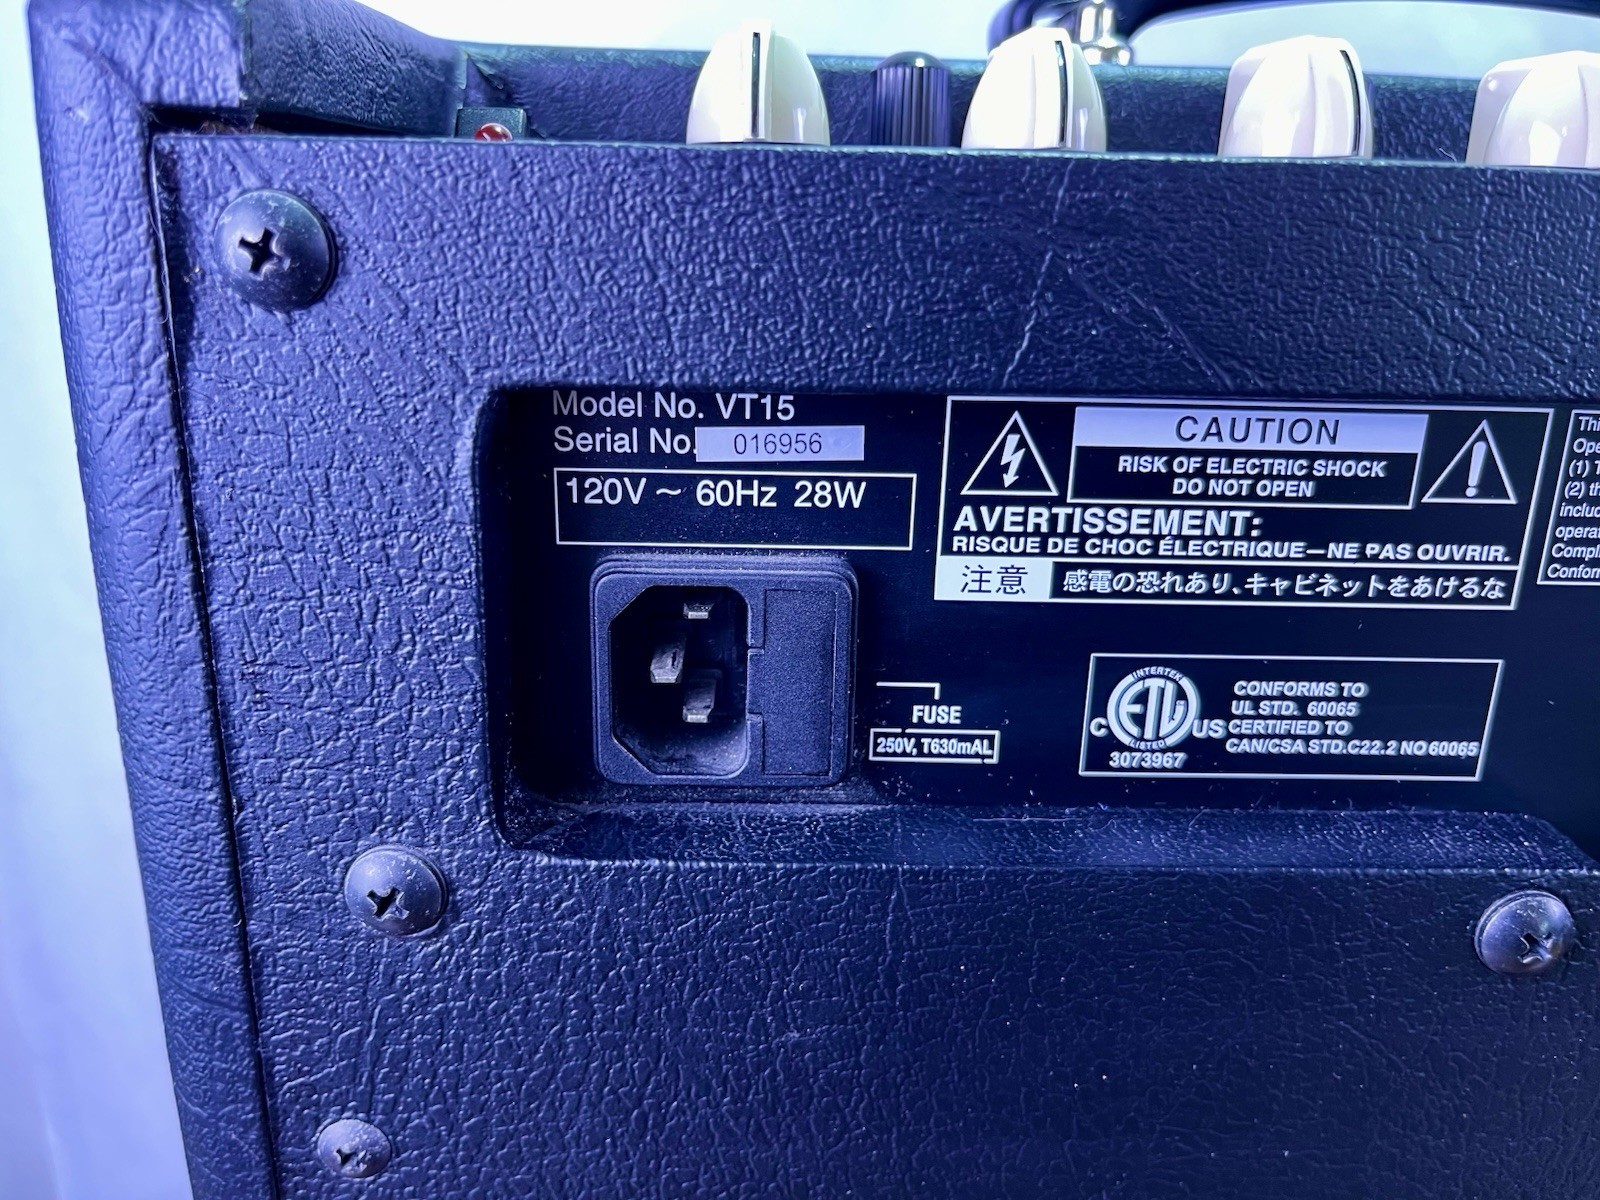 Model No. VT15
Serial No. 016956
120V ~ 60Hz 28W
CAUTION
RISK OF ELECTRIC SHOCK
DO NOT OPEN
AVERTISSEMENT:
RISQUE DE CHOC ÉLECTRIQUE—NE PAS OUVRIR.
注意 感電の恐れあり、キャビネットをあけるな
(1)
(2)
FUSE
250V, T630mAL
INTERTEK
C ETL US
LISTED
3073967
CONFORMS TO
UL STD. 60065
CERTIFIED TO
CAN/CSA STD.C22.2 NO 60065